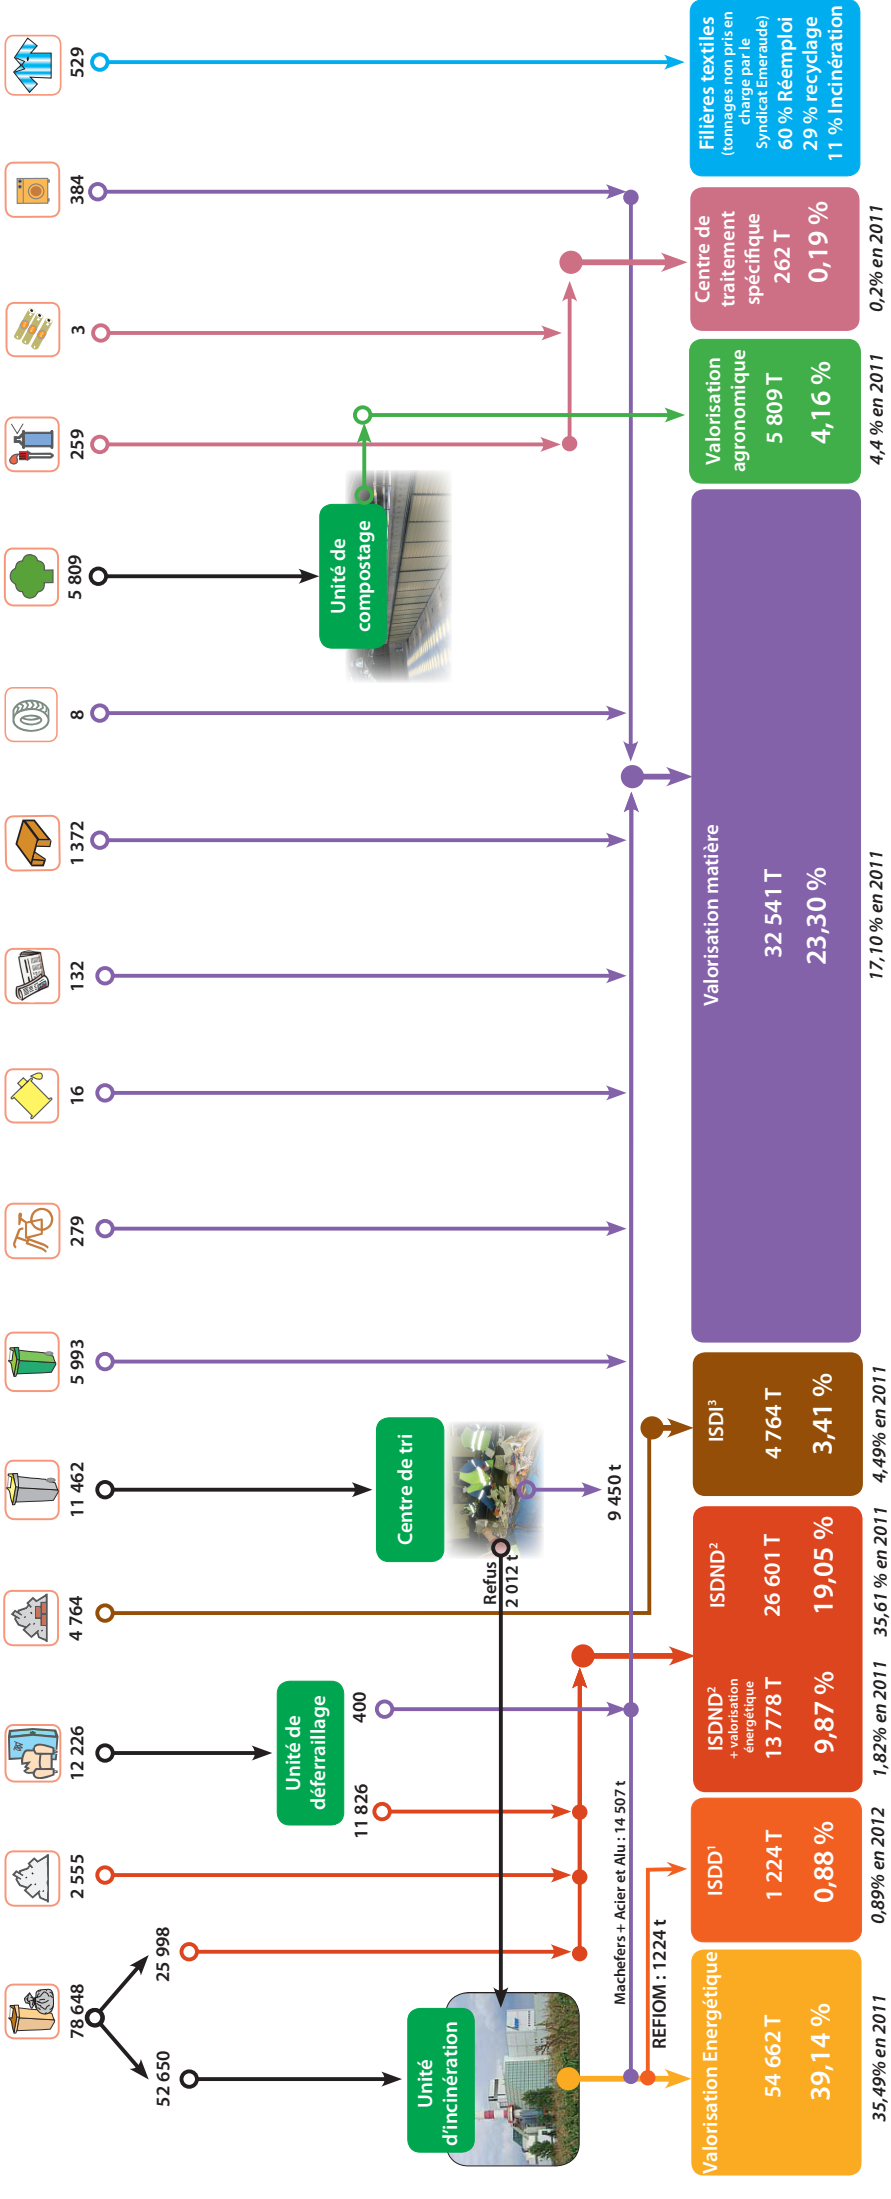 78 648
2 555
12 226
4 764
11 462
5 993
279
16
132
1 372
8
5 809
259
3
384
529
52 650
25 998
Unité de
déferraillage
11 826
400
Centre de tri
Refus
2 012 t
9 450 t
Unité de
compostage
Unité
d'incinération
Machefers + Acier et Alu : 14 507 t
REFIOM : 1224 t
Valorisation Energétique
54 662 T
39,14 %
35,49% en 2011
ISDD¹
1 224 T
0,88 %
0,89% en 2012
ISDND²
+ valorisation
énergétique
13 778 T
9,87 %
1,82% en 2011
ISDND²
26 601 T
19,05 %
35,61 % en 2011
ISDI³
4 764 T
3,41 %
4,49% en 2011
Valorisation matière
32 541 T
23,30 %
17,10 % en 2011
Valorisation
agronomique
5 809 T
4,16 %
4,4 % en 2011
Centre de
traitement
spécifique
262 T
0,19 %
0,2% en 2011
Filières textiles
(tonnages non pris en
charge par le
Syndicat Emeraude)
60 % Réemploi
29 % recyclage
11 % Incinération